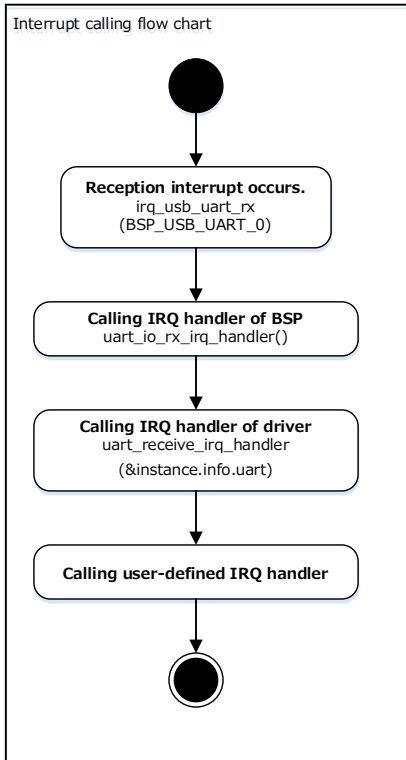 Interrupt calling flow chart
Reception interrupt occurs.
irq_usb_uart_rx
(BSP_USB_UART_0)
Calling IRQ handler of BSP
uart_io_rx_irq_handler()
Calling IRQ handler of driver
uart_receive_irq_handler
(&instance.info.uart)
Calling user-defined IRQ handler